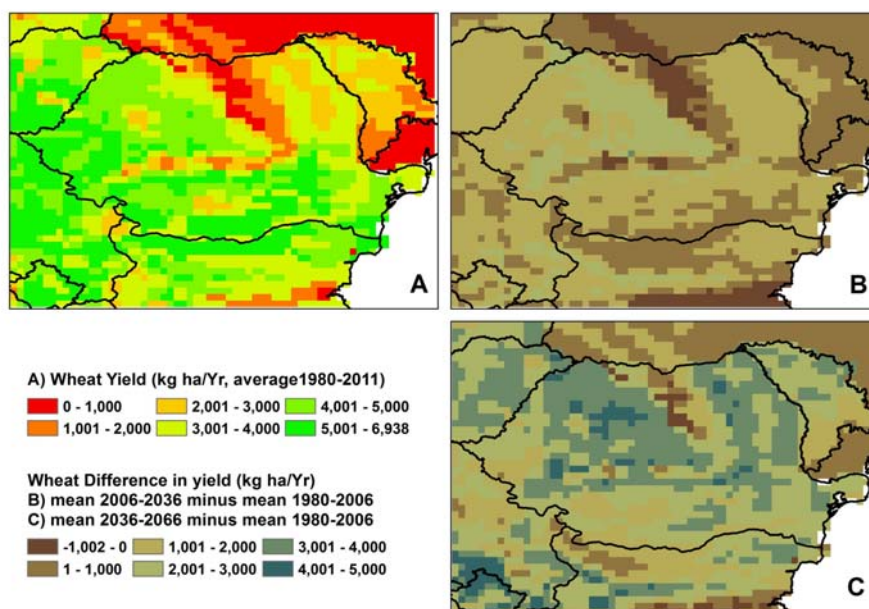 A
B
A) Wheat Yield (kg ha/Yr, average1980-2011)
0 - 1,000
2,001 - 3,000
4,001 - 5,000
1,001 - 2,000
3,001 - 4,000
5,001 - 6,938
Wheat Difference in yield (kg ha/Yr)
B) mean 2006-2036 minus mean 1980-2006
C) mean 2036-2066 minus mean 1980-2006
-1,002 - 0
1,001 - 2,000
3,001 - 4,000
1 - 1,000
2,001 - 3,000
4,001 - 5,000
C